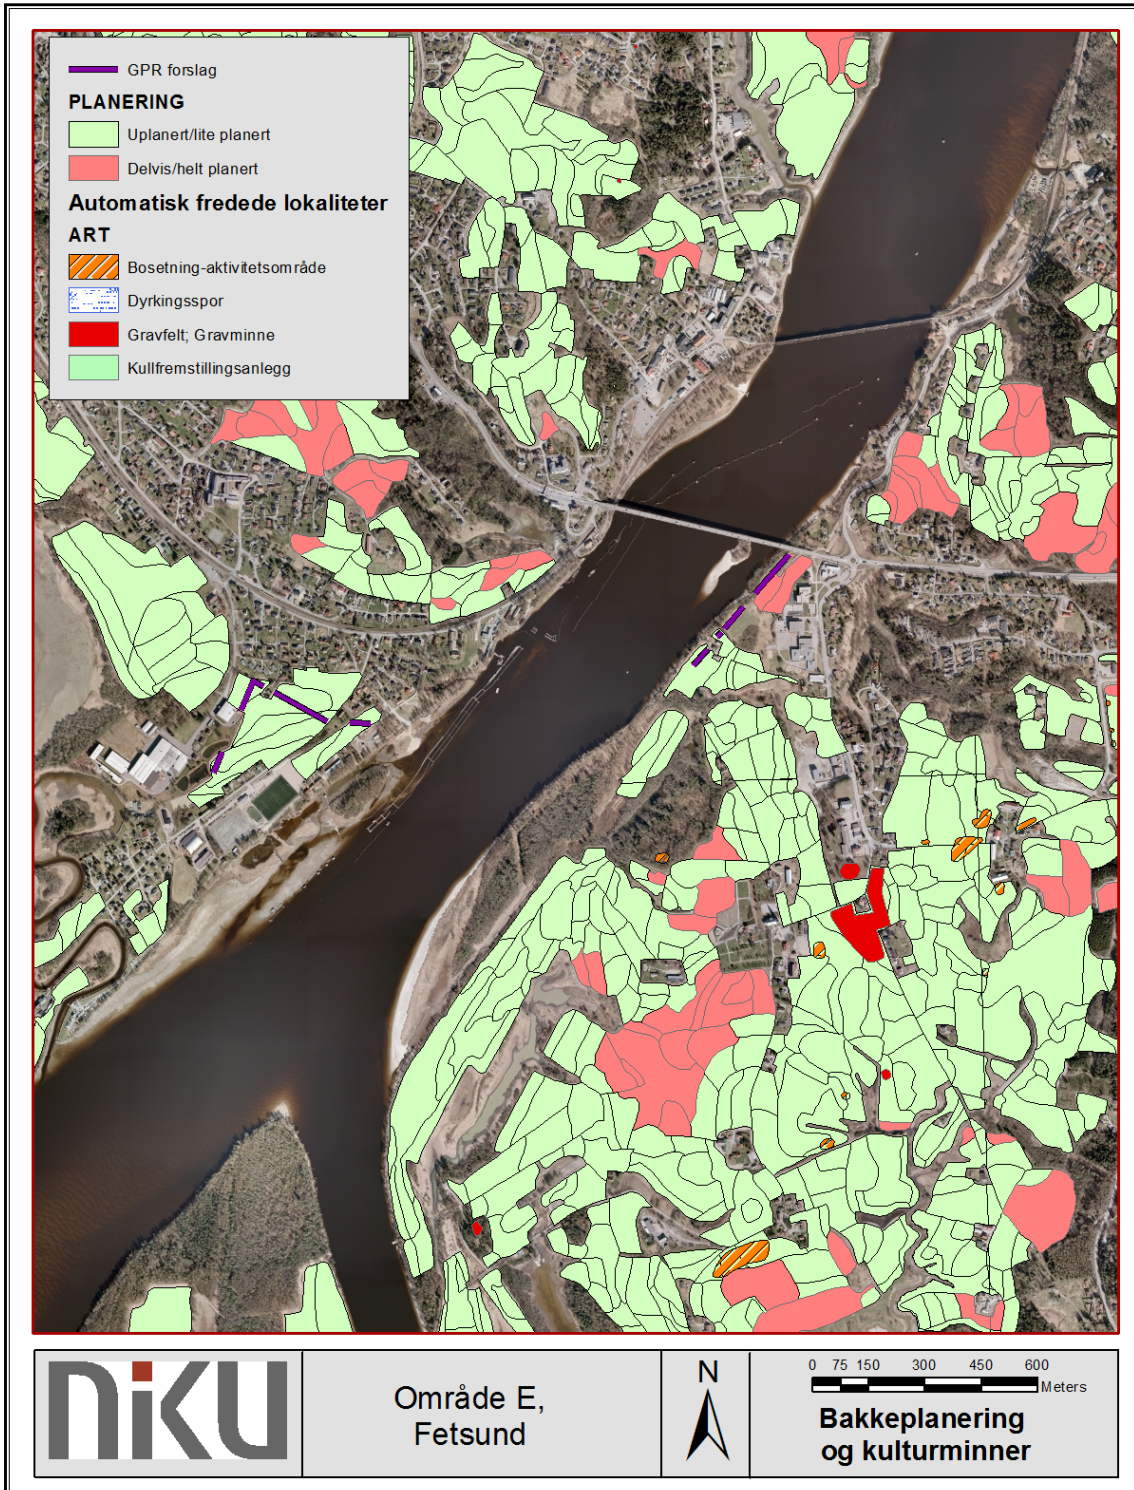 GPR forslag
PLANERING
Uplanert/lite planert
Delvis/helt planert
Automatisk fredede lokaliteter
ART
Bosetning-aktivitetsområde
Dyrkingsspor
Gravfelt; Gravminne
Kullfremstillingsanlegg
NIKU
Område E,
Fetsund
N
0 75 150 300 450 600
Meters
Bakkeplanering
og kulturminner